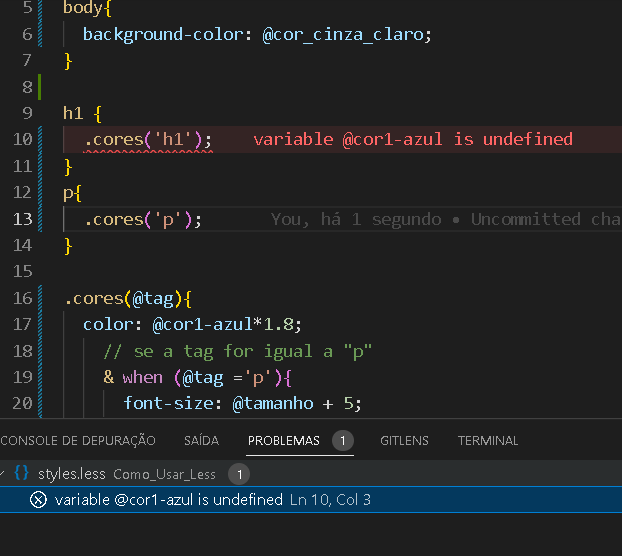 5 body{
6 background-color: @cor_cinza_claro;
7 }
8
9 h1 {
10 .cores('h1'); variable @cor1-azul is undefined
11 }
12 p{
13 .cores('p'); You, há 1 segundo • Uncommitted cha
14 }
15
16 .cores(@tag){
17 color: @cor1-azul*1.8;
18 // se a tag for igual a "p"
19 & when (@tag ='p'){
20 font-size: @tamanho + 5;
CONSOLE DE DEPURAÇÃO SAÍDA PROBLEMAS 1 GITLENS TERMINAL
{} styles.less Como_Usar_Less 1
variable @cor1-azul is undefined Ln 10, Col 3